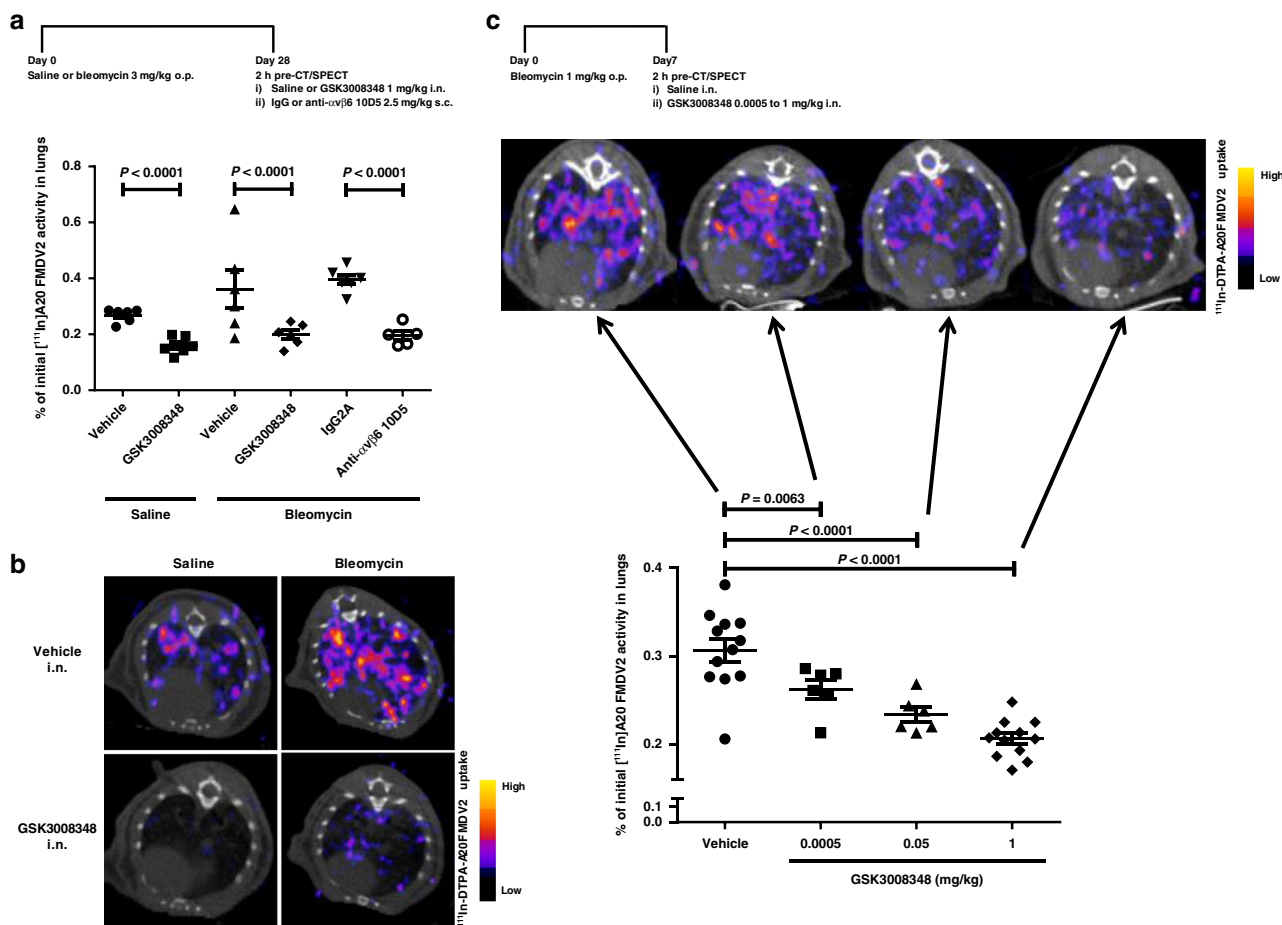 a
Day 0
Saline or bleomycin 3 mg/kg o.p.
Day 28
2 h pre-CT/SPECT
i) Saline or GSK3008348 1 mg/kg i.n.
ii) IgG or anti-αvβ6 10D5 2.5 mg/kg s.c.
% of initial [¹¹¹In]A20 FMDV2 activity in lungs
0.8
0.6
0.4
0.2
0.0
P < 0.0001
P < 0.0001
P < 0.0001
Vehicle
GSK3008348
Vehicle
GSK3008348
IgG2A
Anti-αvβ6 10D5
Saline
Bleomycin
b
Saline
Bleomycin
Vehicle
i.n.
GSK3008348
i.n.
¹¹¹In-DTPA-A20FMDV2 uptake
High
Low
c
Day 0
Bleomycin 1 mg/kg o.p.
Day7
2 h pre-CT/SPECT
i) Saline i.n.
ii) GSK3008348 0.0005 to 1 mg/kg i.n.
¹¹¹In-DTPA-A20FMDV2 uptake
High
Low
P = 0.0063
P < 0.0001
P < 0.0001
% of initial [¹¹¹In]A20 FMDV2 activity in lungs
0.4
0.3
0.2
0.1
0.0
Vehicle
0.0005
0.05
1
GSK3008348 (mg/kg)